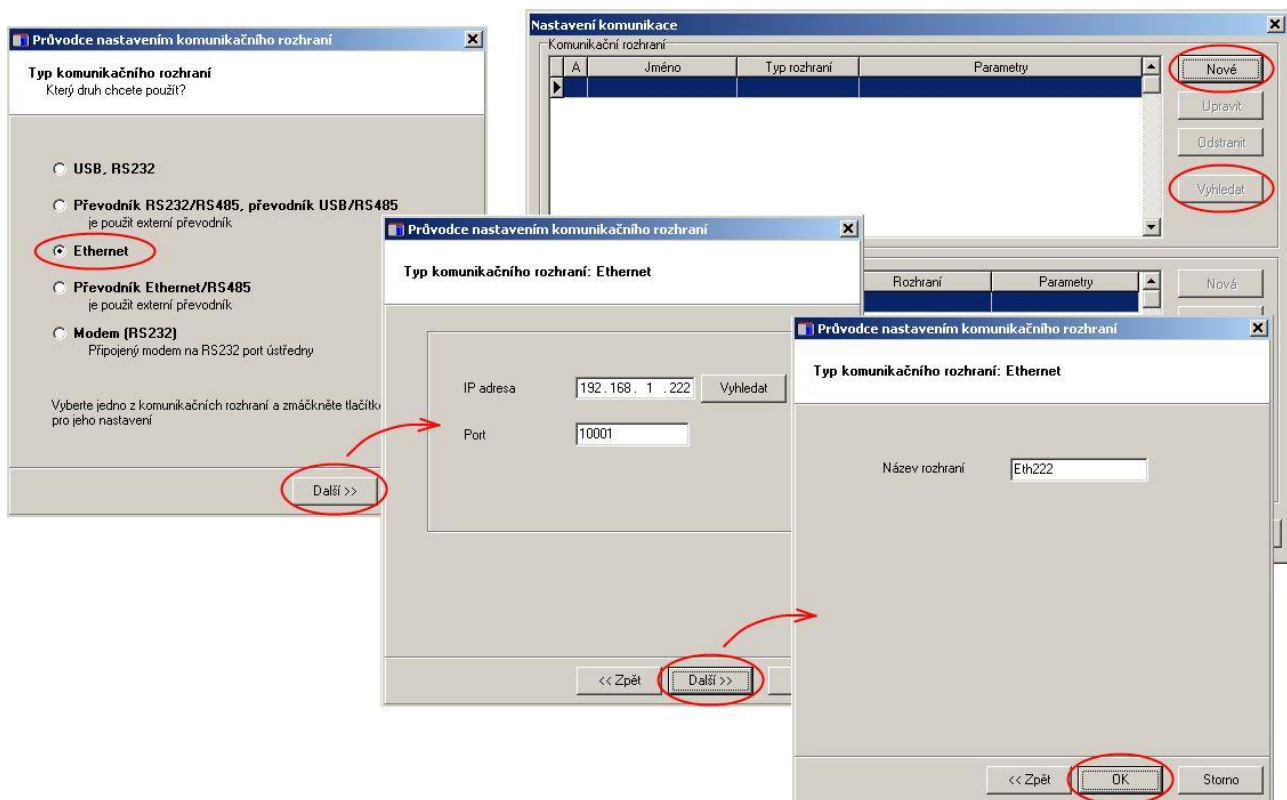 Průvodce nastavením komunikačního rozhraní
Typ komunikačního rozhraní
Který druh chcete použít?
USB, RS232
Převodník RS232/RS485, převodník USB/RS485
je použit externí převodník
Ethernet
Převodník Ethernet/RS485
je použit externí převodník
Modem (RS232)
Připojený modem na RS232 port ústředny
Vyberte jedno z komunikačních rozhraní a zmáčkněte tlačítko
pro jeho nastavení
Další >>
Nastavení komunikace
Komunikační rozhraní
A Jméno Typ rozhraní Parametry
Nové
Upravit
Odstranit
Vyhledat
Rozhraní Parametry
Nová
Průvodce nastavením komunikačního rozhraní
Typ komunikačního rozhraní: Ethernet
IP adresa 192.168. 1 .222 Vyhledat
Port 10001
<< Zpět Další >>
Průvodce nastavením komunikačního rozhraní
Typ komunikačního rozhraní: Ethernet
Název rozhraní Eth222
<< Zpět OK Storno